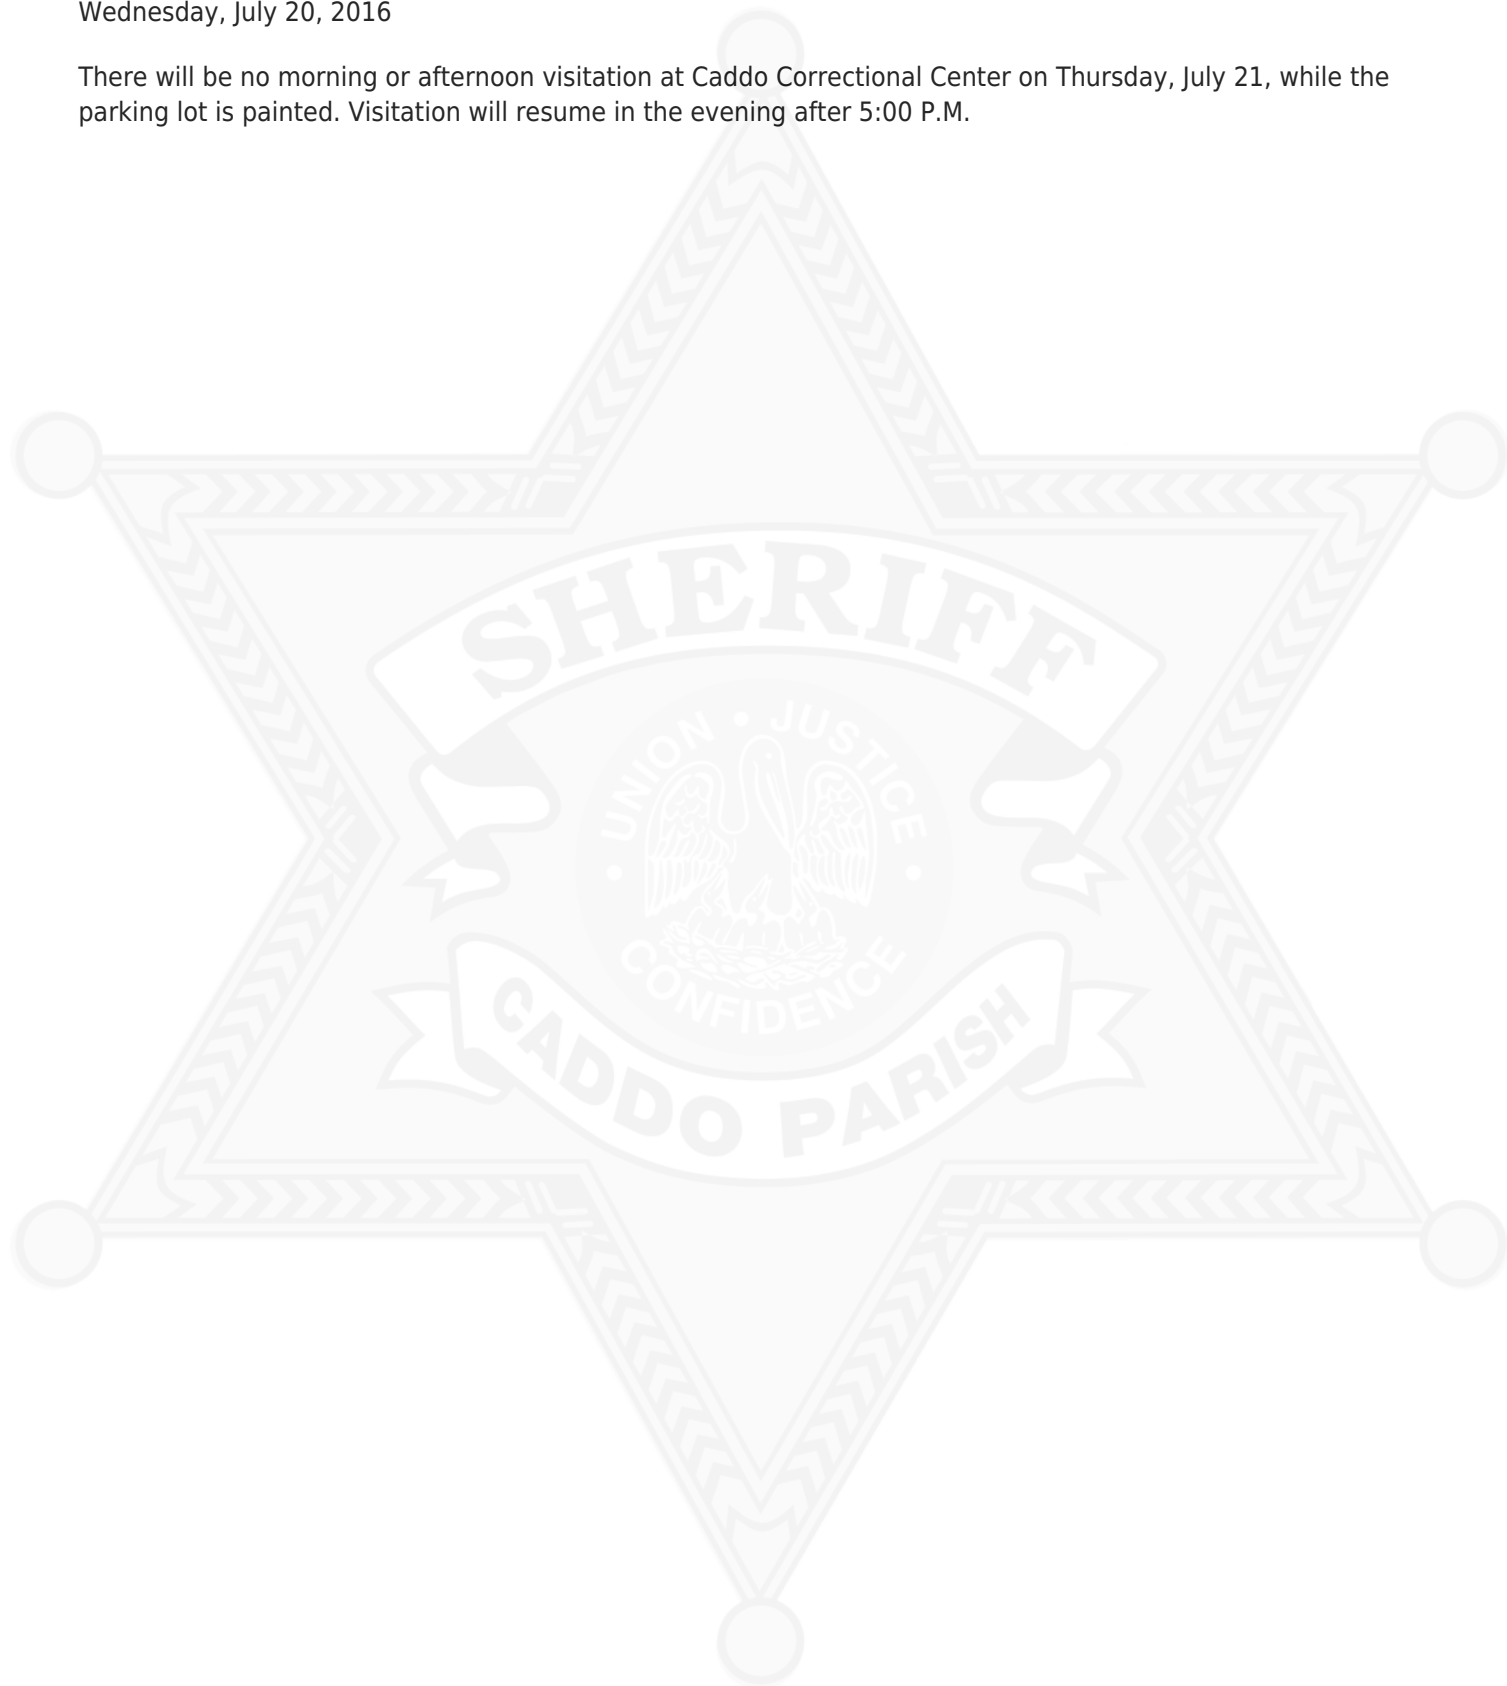 Wednesday, July 20, 2016
There will be no morning or afternoon visitation at Caddo Correctional Center on Thursday, July 21, while the
parking lot is painted. Visitation will resume in the evening after 5:00 P.M.
SHERIFF
UNION • JUSTICE
• CONFIDENCE •
CADDO PARISH